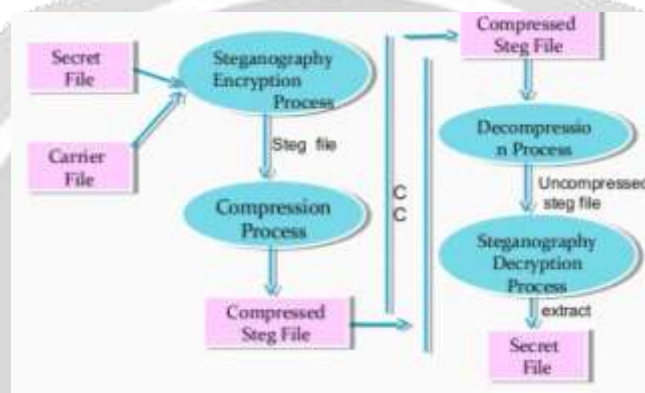 Secret
File
Carrier
File
Steganography
Encryption
Process
Steg file
Compression
Process
Compressed
Steg File
C
C
Compressed
Steg File
Decompressio
n Process
Uncompressed
steg file
Steganography
Decryption
Process
extract
Secret
File